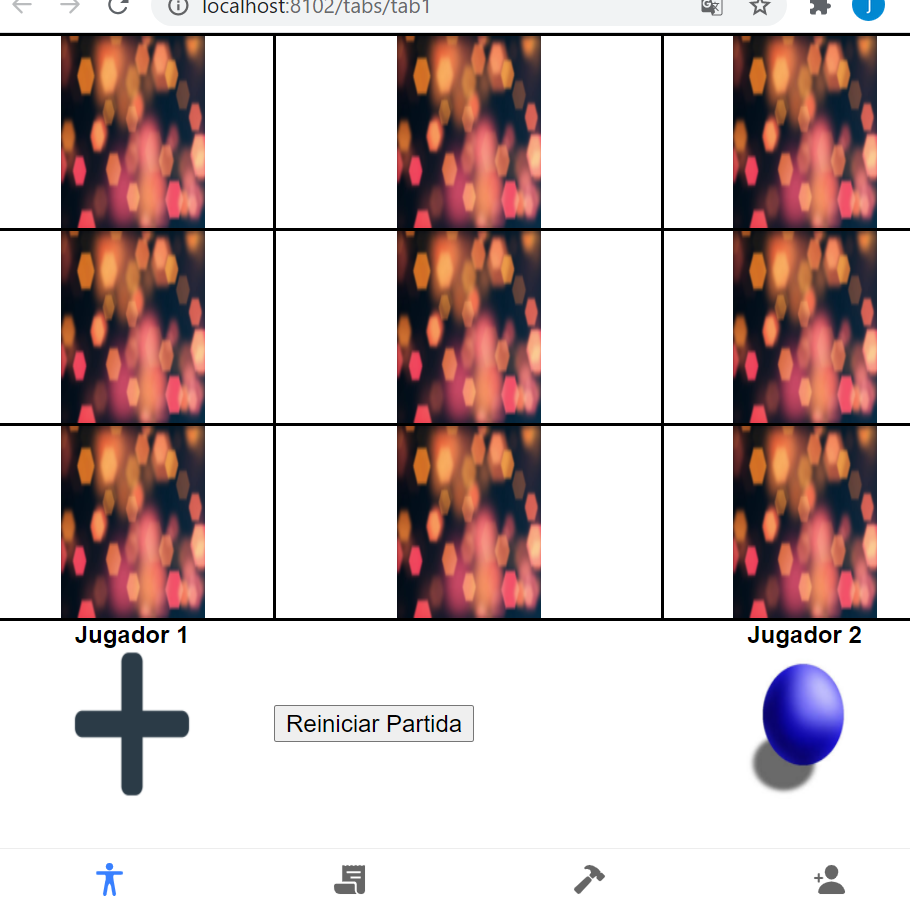 localhost:8102/tabs/tab1
J
Jugador 1
Jugador 2
Reiniciar Partida